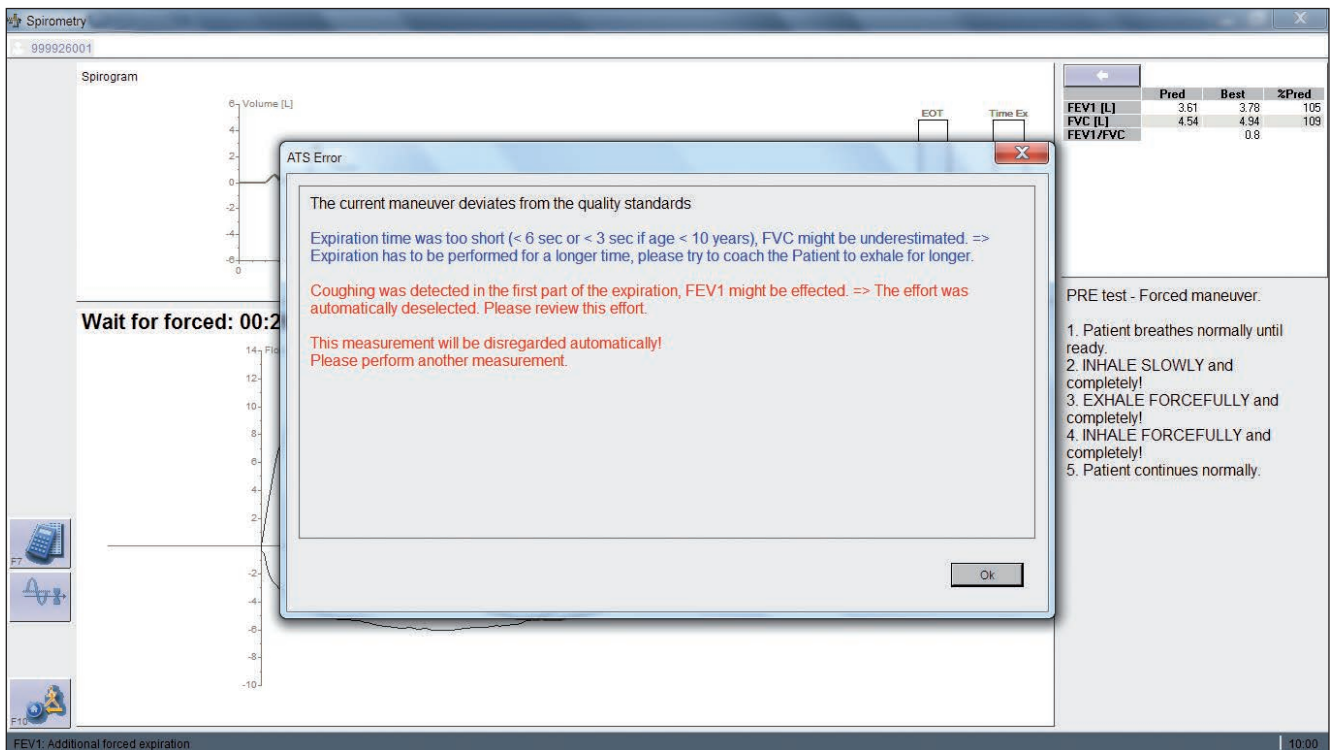 Spirometry
999926001
Spirogram
6 Volume [L]
4
2
0
-2
-4
-6
0
EOT
Time Ex
Pred Best %Pred
FEV1 [L] 3.61 3.78 105
FVC [L] 4.54 4.94 109
FEV1/FVC 0.8
ATS Error
The current maneuver deviates from the quality standards
Expiration time was too short (< 6 sec or < 3 sec if age < 10 years), FVC might be underestimated. =>
Expiration has to be performed for a longer time, please try to coach the Patient to exhale for longer.
Coughing was detected in the first part of the expiration, FEV1 might be effected. => The effort was
automatically deselected. Please review this effort.
This measurement will be disregarded automatically!
Please perform another measurement.
Ok
Wait for forced: 00:2
14 Flo
12
10
8
6
4
2
-2
-4
-6
-8
-10
PRE test - Forced maneuver.
1. Patient breathes normally until
ready.
2. INHALE SLOWLY and
completely!
3. EXHALE FORCEFULLY and
completely!
4. INHALE FORCEFULLY and
completely!
5. Patient continues normally.
F7
F10
FEV1: Additional forced expiration
10:00